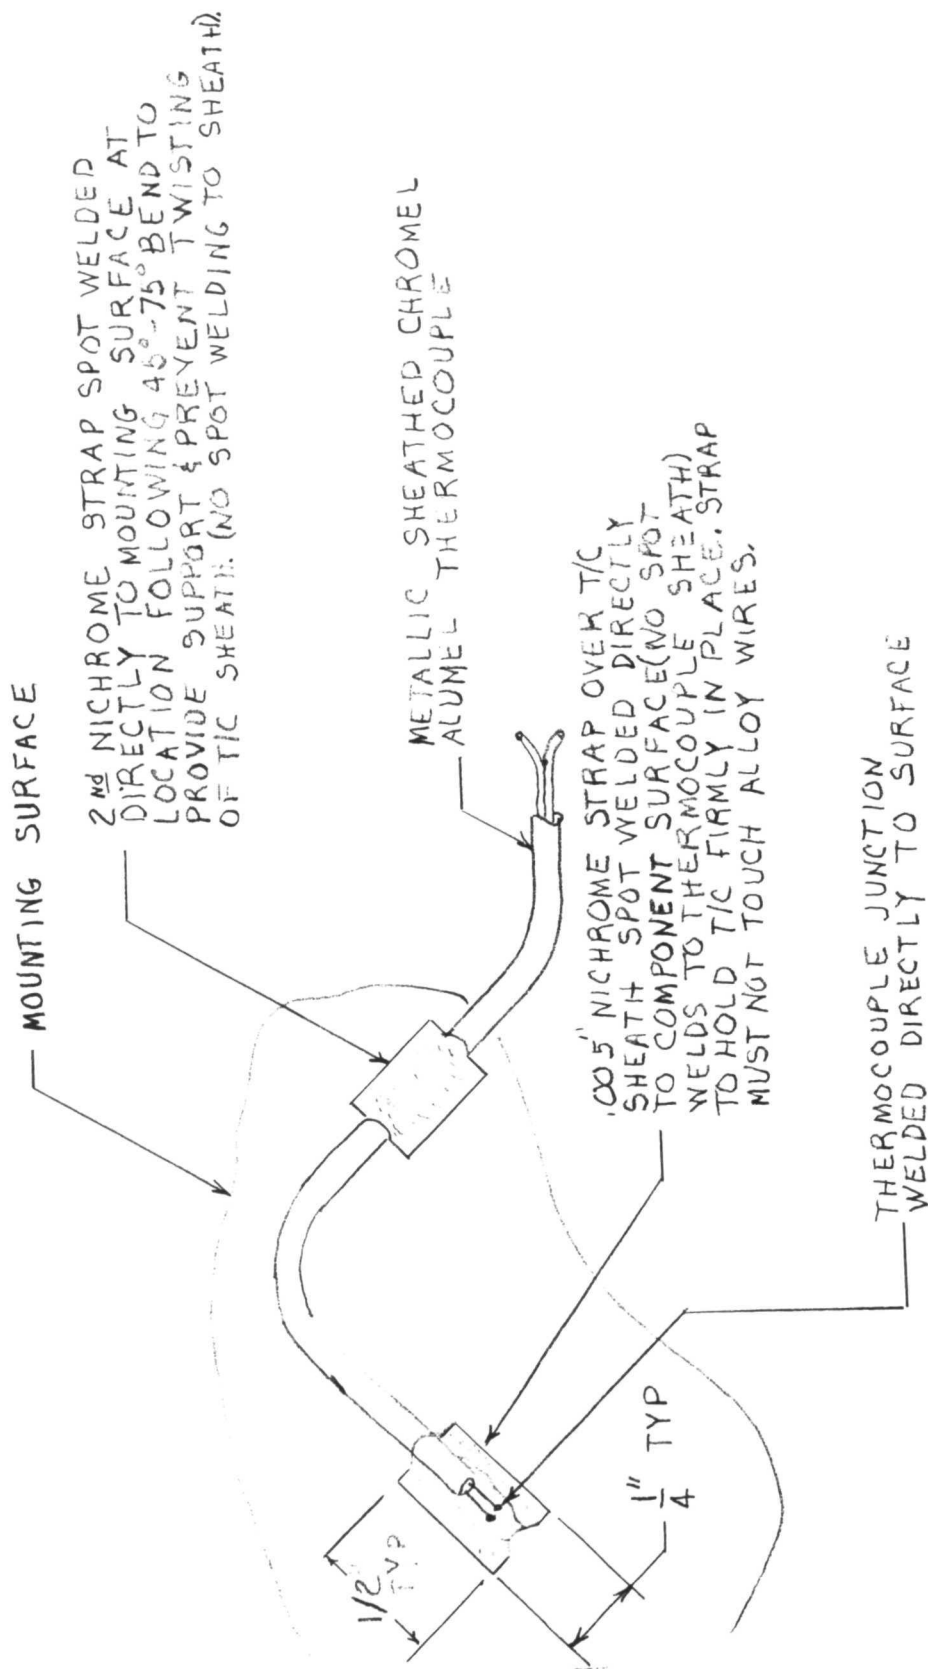 MOUNTING SURFACE
2nd NICHROME STRAP SPOT WELDED
DIRECTLY TO MOUNTING SURFACE AT
LOCATION FOLLOWING 45°-75° BEND TO
PROVIDE SUPPORT & PREVENT TWISTING
OF T/C SHEATH. (NO SPOT WELDING TO SHEATH).
METALLIC SHEATHED CHROMEL
ALUMEL THERMOCOUPLE
.005" NICHROME STRAP OVER T/C
SHEATH SPOT WELDED DIRECTLY
TO COMPONENT SURFACE (NO SPOT
WELDS TO THERMOCOUPLE SHEATH)
TO HOLD T/C FIRMLY IN PLACE. STRAP
MUST NOT TOUCH ALLOY WIRES.
THERMOCOUPLE JUNCTION
WELDED DIRECTLY TO SURFACE
1/2"
TYP
1/4" TYP